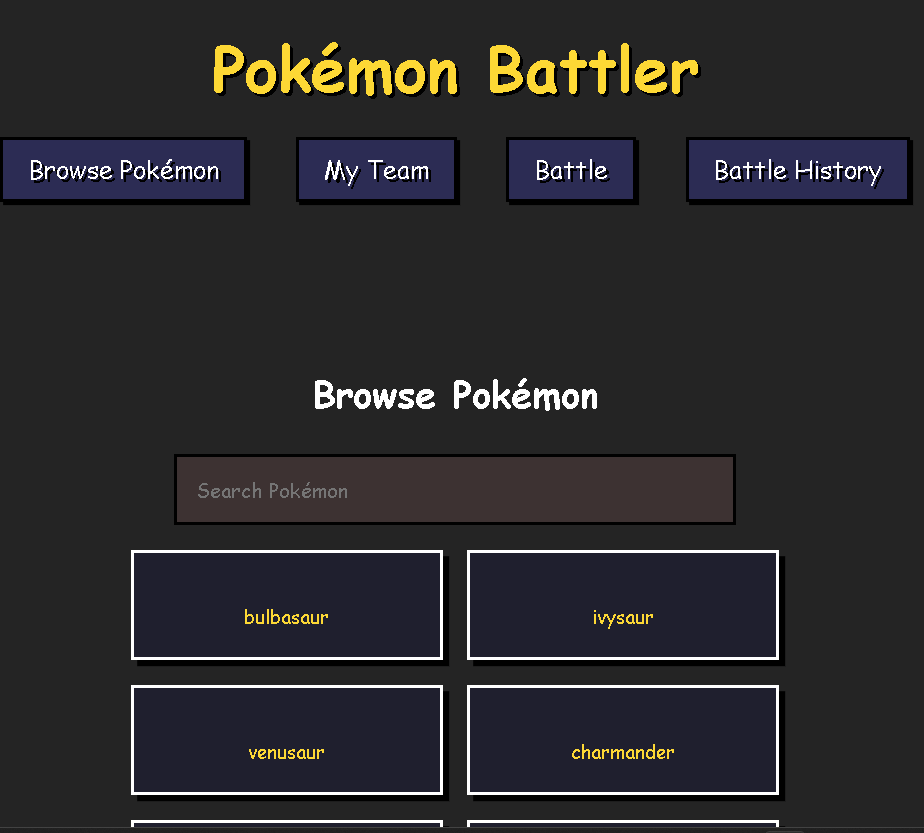 Pokémon Battler
Browse Pokémon My Team Battle Battle History
Browse Pokémon
Search Pokémon
bulbasaur ivysaur
venusaur charmander